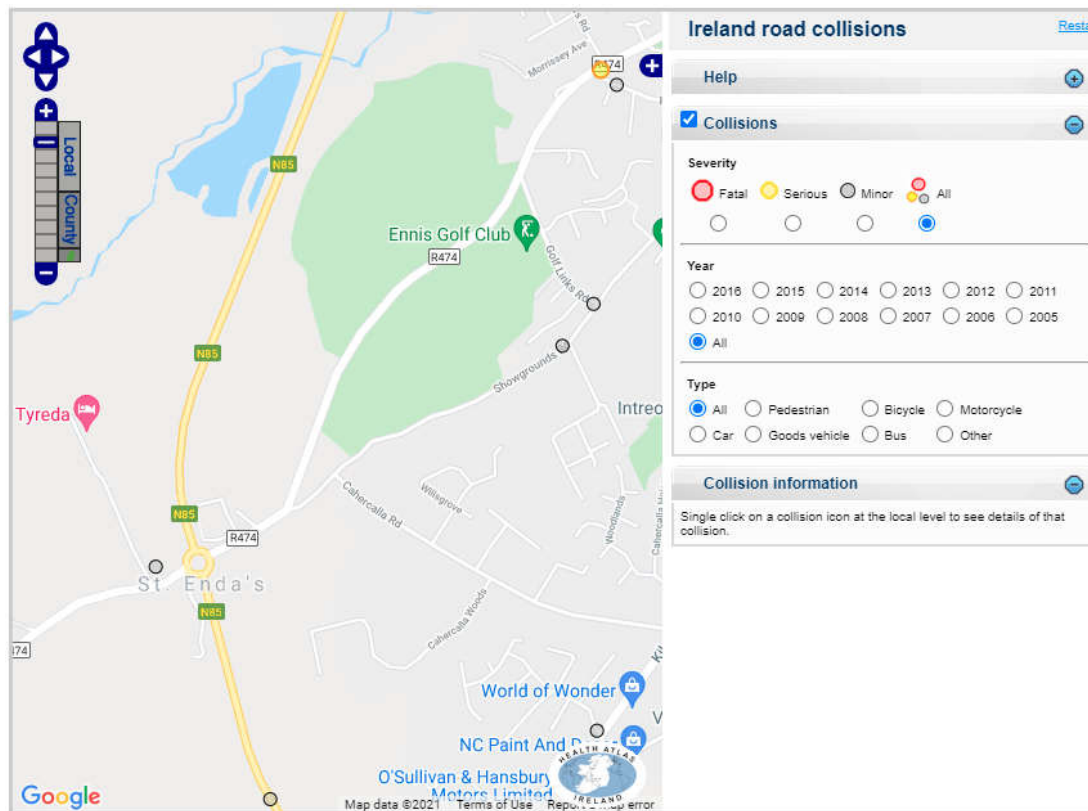 Ireland road collisions
Help
Collisions
Severity
Fatal Serious Minor All
Year
2016 2015 2014 2013 2012 2011
2010 2009 2008 2007 2006 2005
All
Type
All Pedestrian Bicycle Motorcycle
Car Goods vehicle Bus Other
Collision information
Single click on a collision icon at the local level to see details of that
collision.
Local
County
Morrissey Ave
R474
N85
Ennis Golf Club
R474
Golf Links Rd
N85
Showgrounds
Tyreda
Cahercalla Rd
Willsgrove
Woodlands
N85
R474
St. Enda's
N85
Cahercalla Woods
World of Wonder
NC Paint And
O'Sullivan & Hansbury
Motors Limited
HEALTH ATLAS
IRELAND
Google
Map data ©2021 Terms of Use